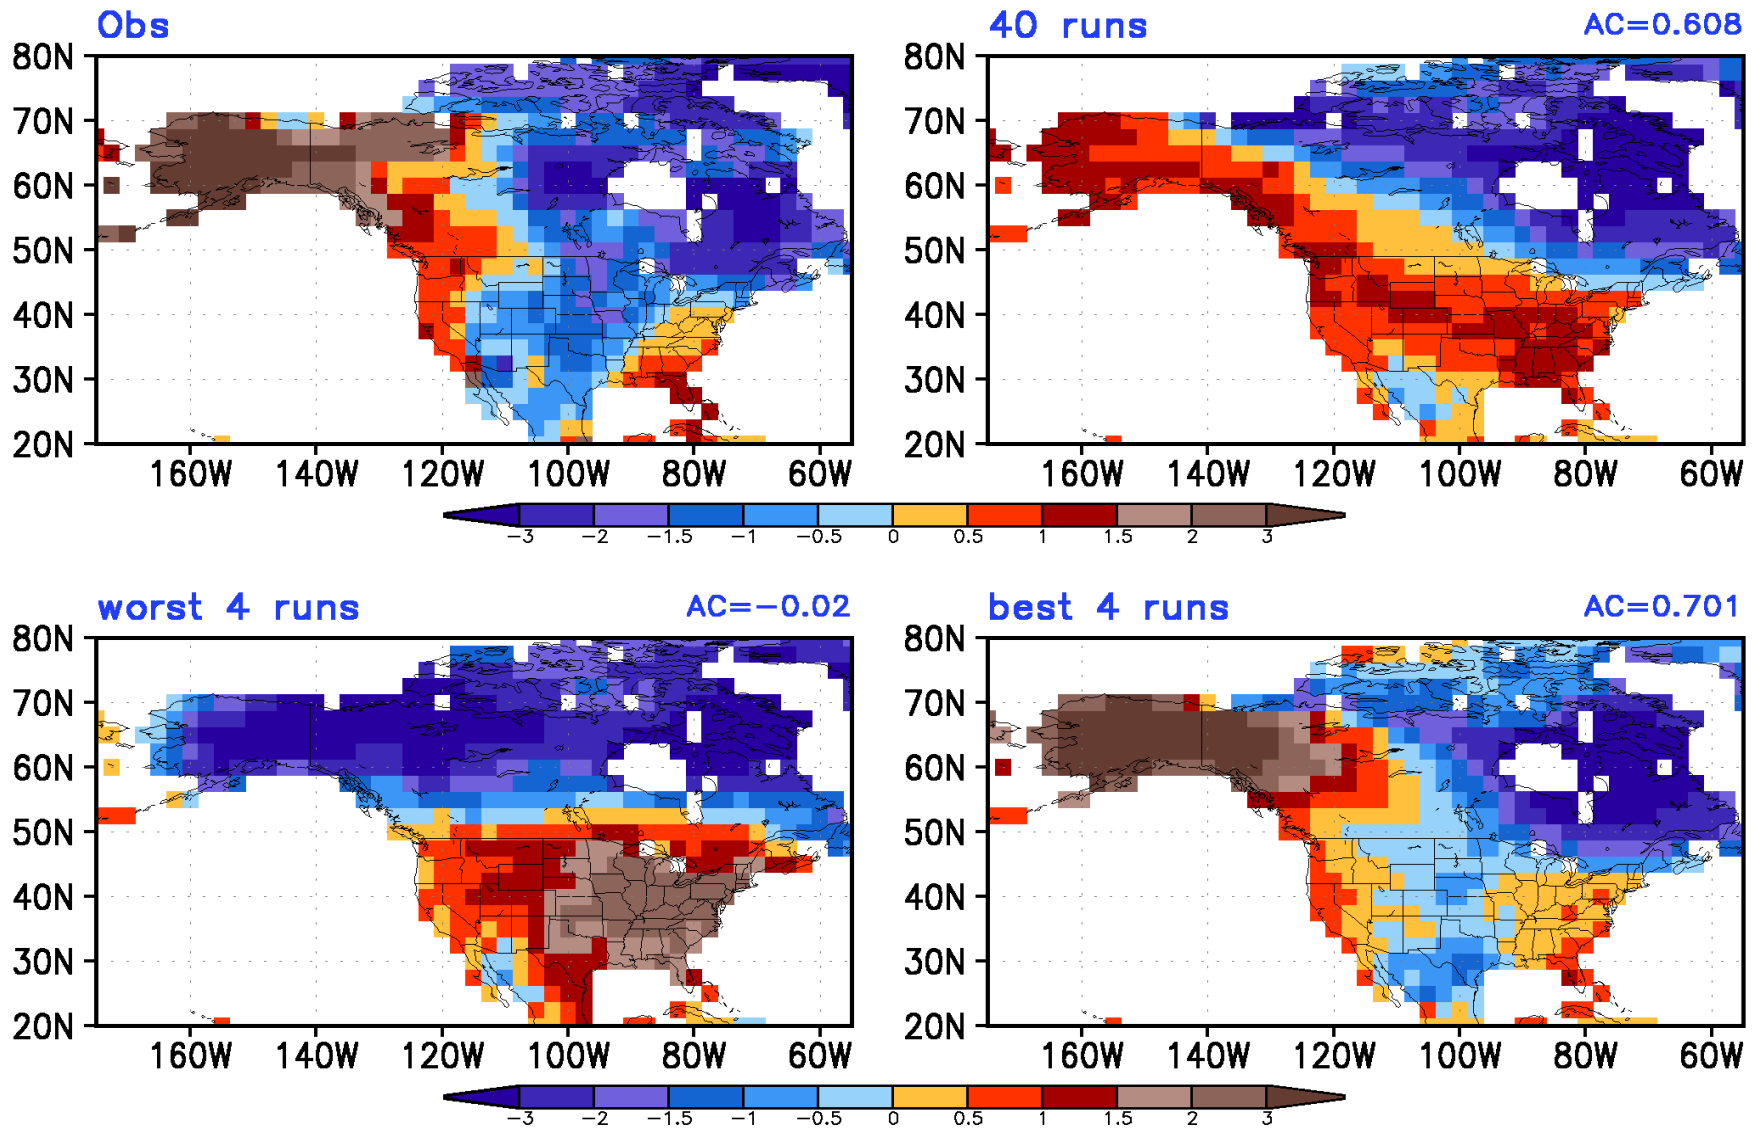 Obs
40 runs AC=0.608
80N 80N
70N 70N
60N 60N
50N 50N
40N 40N
30N 30N
20N 20N
160W 140W 120W 100W 80W 60W 160W 140W 120W 100W 80W 60W
-3 -2 -1.5 -1 -0.5 0 0.5 1 1.5 2 3
worst 4 runs AC=-0.02
best 4 runs AC=0.701
80N 80N
70N 70N
60N 60N
50N 50N
40N 40N
30N 30N
20N 20N
160W 140W 120W 100W 80W 60W 160W 140W 120W 100W 80W 60W
-3 -2 -1.5 -1 -0.5 0 0.5 1 1.5 2 3